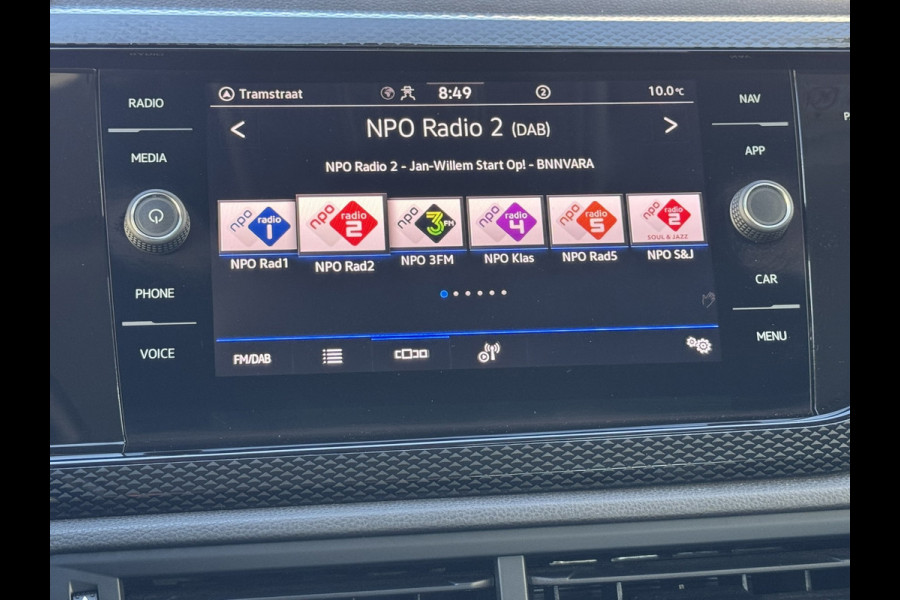 RADIO
MEDIA
PHONE
VOICE
Tramstraat 8:49 2 10.0°C
< NPO Radio 2 (DAB) >
NPO Radio 2 - Jan-Willem Start Op! - BNNVARA
npo radio 1
npo radio 2
npo 3FM
npo radio 4
npo radio 5
npo radio 2 SOUL & JAZZ
NPO Rad1 NPO Rad2 NPO 3FM NPO Klas NPO Rad5 NPO S&J
FM/DAB
NAV
APP
CAR
MENU
P